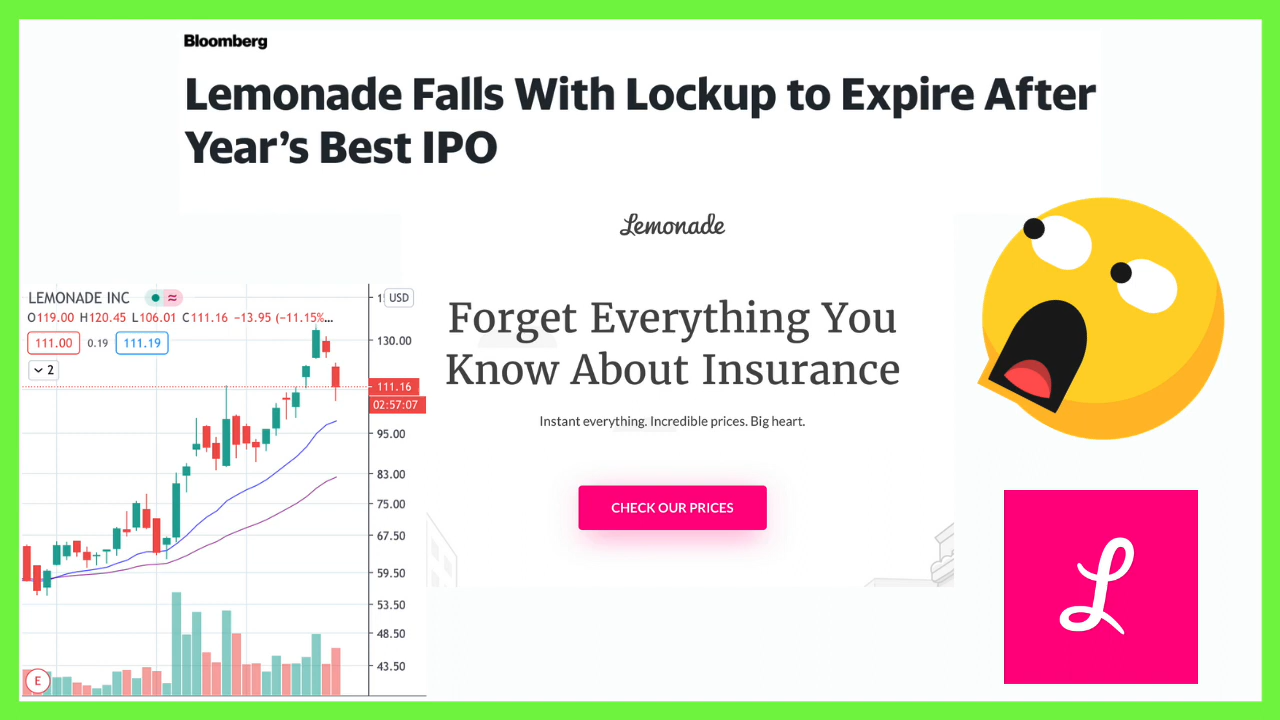 Bloomberg
Lemonade Falls With Lockup to Expire After
Year’s Best IPO
Lemonade
Forget Everything You
Know About Insurance
Instant everything. Incredible prices. Big heart.
CHECK OUR PRICES
LEMONADE INC
USD
O119.00 H120.45 L106.01 C111.16 −13.95 (−11.15%...
111.00 0.19 111.19
2
130.00
111.16
02:57:07
95.00
83.00
75.00
67.50
59.50
53.50
48.50
43.50
E
L